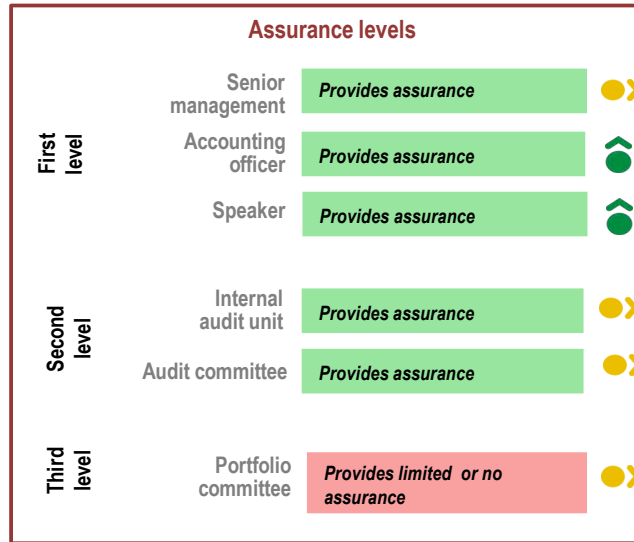 Assurance levels
First
level
Senior
management
Provides assurance
Accounting
officer
Provides assurance
Speaker
Provides assurance
Second
level
Internal
audit unit
Provides assurance
Audit committee
Provides assurance
Third
level
Portfolio
committee
Provides limited or no
assurance